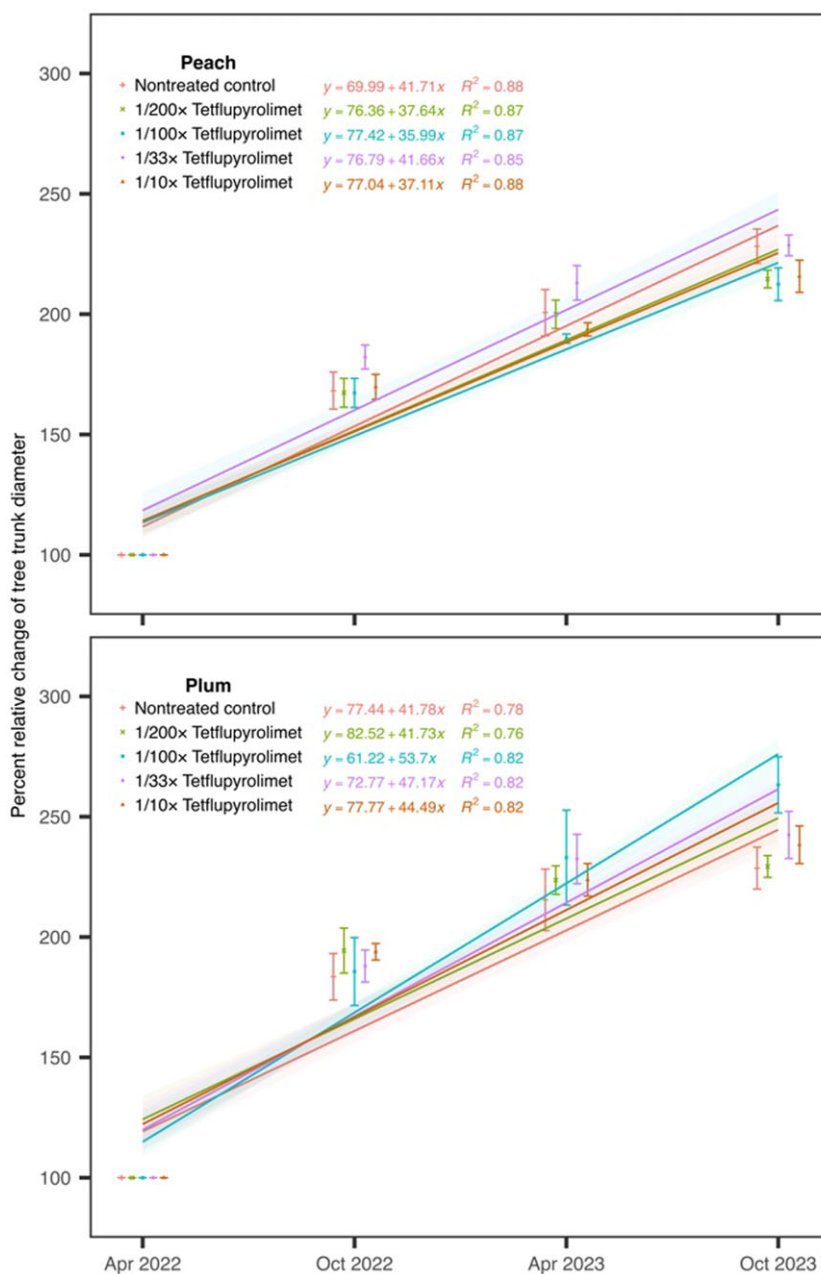 Percent relative change of tree trunk diameter
300
250
200
150
100
Peach
Nontreated control y = 69.99 + 41.71x R² = 0.88
1/200× Tetflupyrolimet y = 76.36 + 37.64x R² = 0.87
1/100× Tetflupyrolimet y = 77.42 + 35.99x R² = 0.87
1/33× Tetflupyrolimet y = 76.79 + 41.66x R² = 0.85
1/10× Tetflupyrolimet y = 77.04 + 37.11x R² = 0.88
300
250
200
150
100
Plum
Nontreated control y = 77.44 + 41.78x R² = 0.78
1/200× Tetflupyrolimet y = 82.52 + 41.73x R² = 0.76
1/100× Tetflupyrolimet y = 61.22 + 53.7x R² = 0.82
1/33× Tetflupyrolimet y = 72.77 + 47.17x R² = 0.82
1/10× Tetflupyrolimet y = 77.77 + 44.49x R² = 0.82
Apr 2022 Oct 2022 Apr 2023 Oct 2023